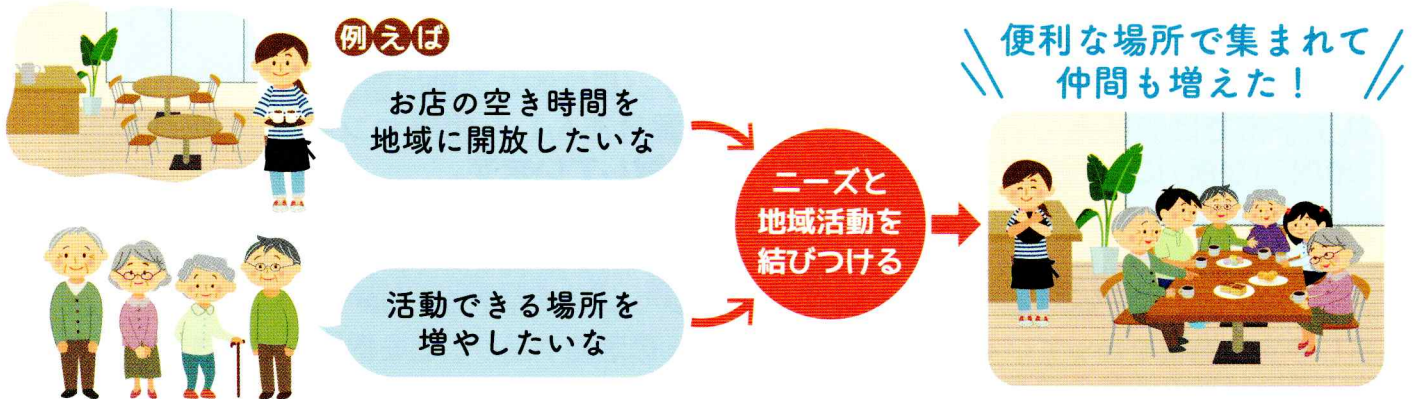 例えば
お店の空き時間を
地域に開放したいな
活動できる場所を
増やしたいな
ニーズと
地域活動を
結びつける
便利な場所で集まれて
仲間も増えた！